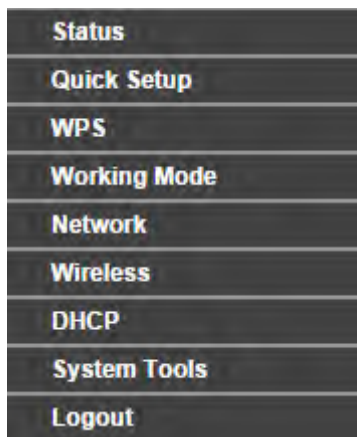 Status
Quick Setup
WPS
Working Mode
Network
Wireless
DHCP
System Tools
Logout